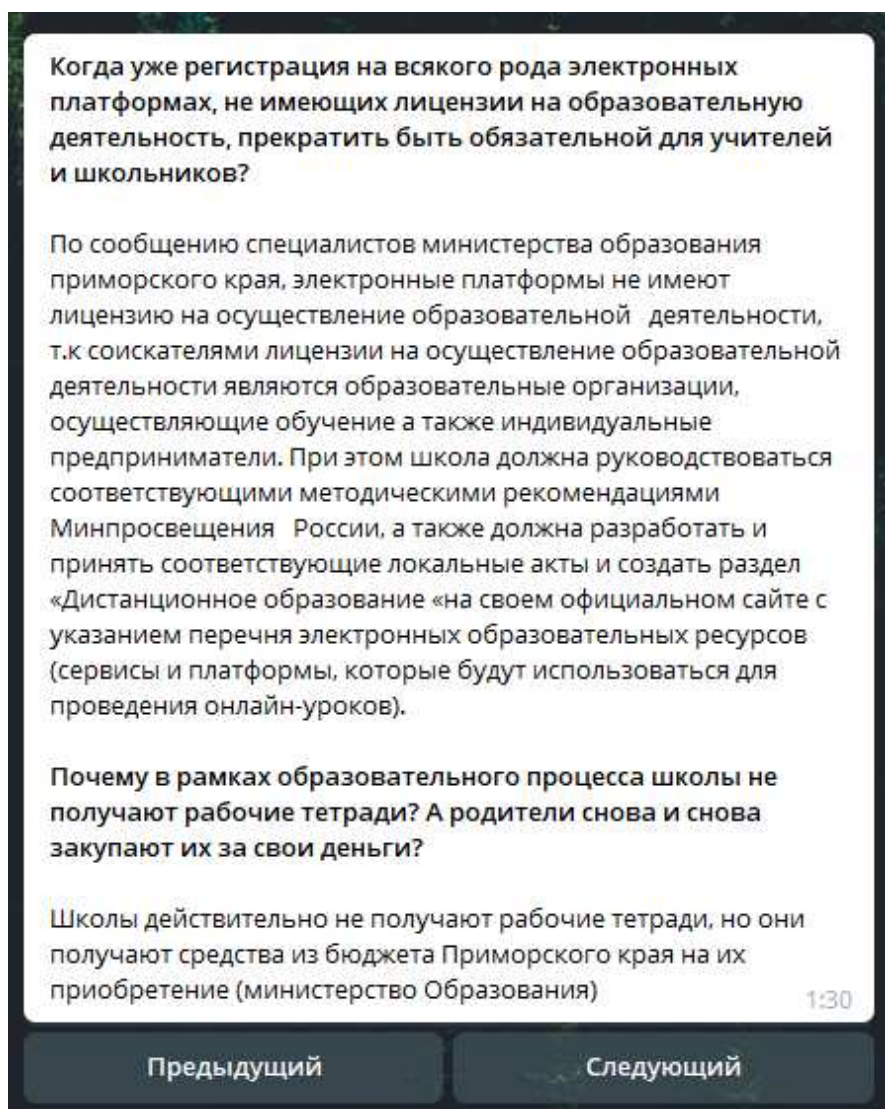 Когда уже регистрация на всякого рода электронных
платформах, не имеющих лицензии на образовательную
деятельность, прекратить быть обязательной для учителей
и школьников?
По сообщению специалистов министерства образования
приморского края, электронные платформы не имеют
лицензию на осуществление образовательной деятельности,
т.к соискателями лицензии на осуществление образовательной
деятельности являются образовательные организации,
осуществляющие обучение а также индивидуальные
предприниматели. При этом школа должна руководствоваться
соответствующими методическими рекомендациями
Минпросвещения России, а также должна разработать и
принять соответствующие локальные акты и создать раздел
«Дистанционное образование «на своем официальном сайте с
указанием перечня электронных образовательных ресурсов
(сервисы и платформы, которые будут использоваться для
проведения онлайн-уроков).
Почему в рамках образовательного процесса школы не
получают рабочие тетради? А родители снова и снова
закупают их за свои деньги?
Школы действительно не получают рабочие тетради, но они
получают средства из бюджета Приморского края на их
приобретение (министерство Образования)
1:30
Предыдущий Следующий